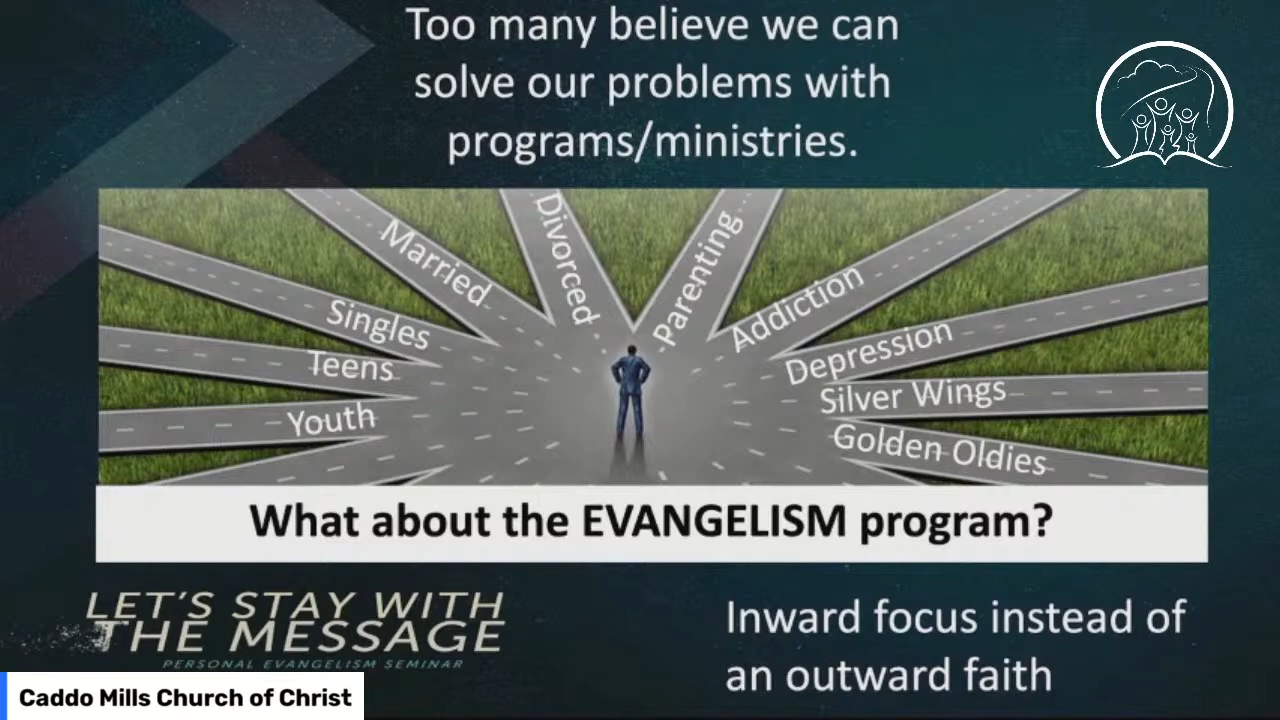 Too many believe we can
solve our problems with
programs/ministries.
Youth
Teens
Singles
Married
Divorced
Parenting
Addiction
Depression
Silver Wings
Golden Oldies
What about the EVANGELISM program?
LET'S STAY WITH
THE MESSAGE
PERSONAL EVANGELISM SEMINAR
Inward focus instead of
an outward faith
Caddo Mills Church of Christ